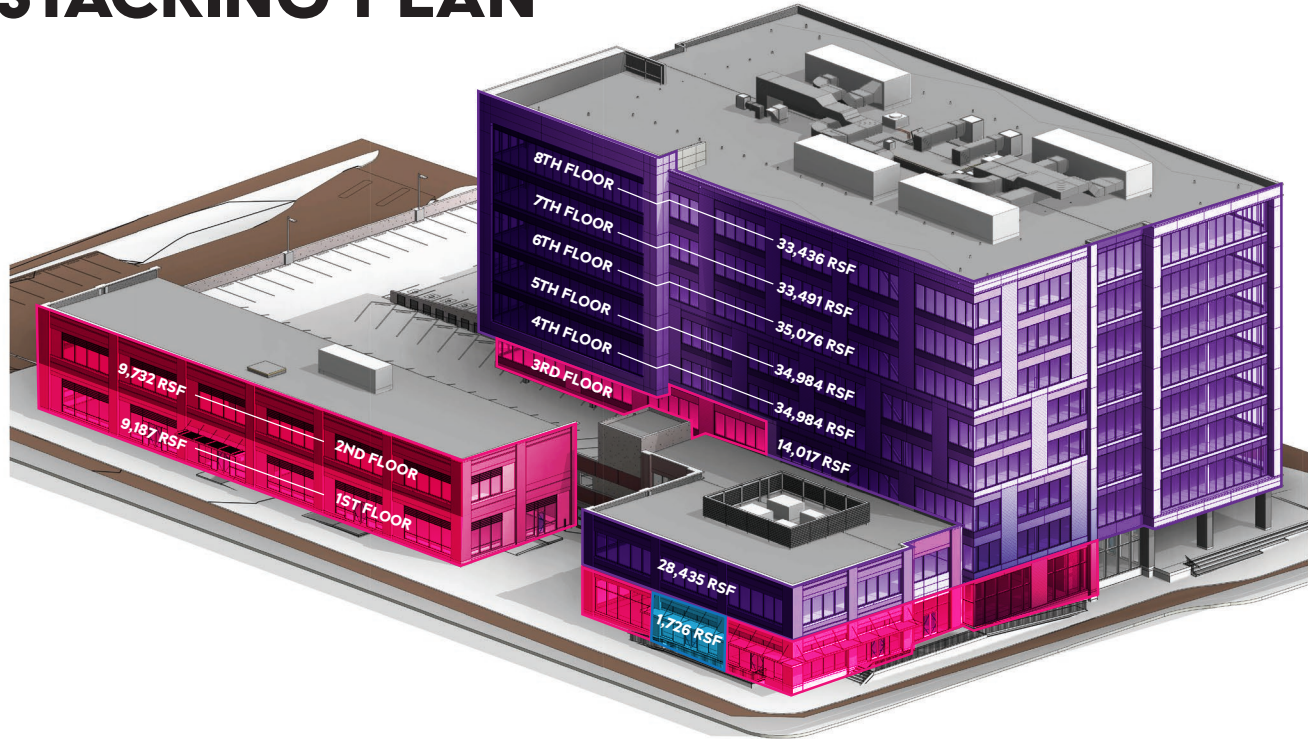 STACKING PLAN
8TH FLOOR 33,436 RSF
7TH FLOOR 33,491 RSF
6TH FLOOR 35,076 RSF
5TH FLOOR 34,984 RSF
4TH FLOOR 34,984 RSF
3RD FLOOR 14,017 RSF
9,732 RSF 2ND FLOOR
9,187 RSF 1ST FLOOR
28,435 RSF
1,726 RSF